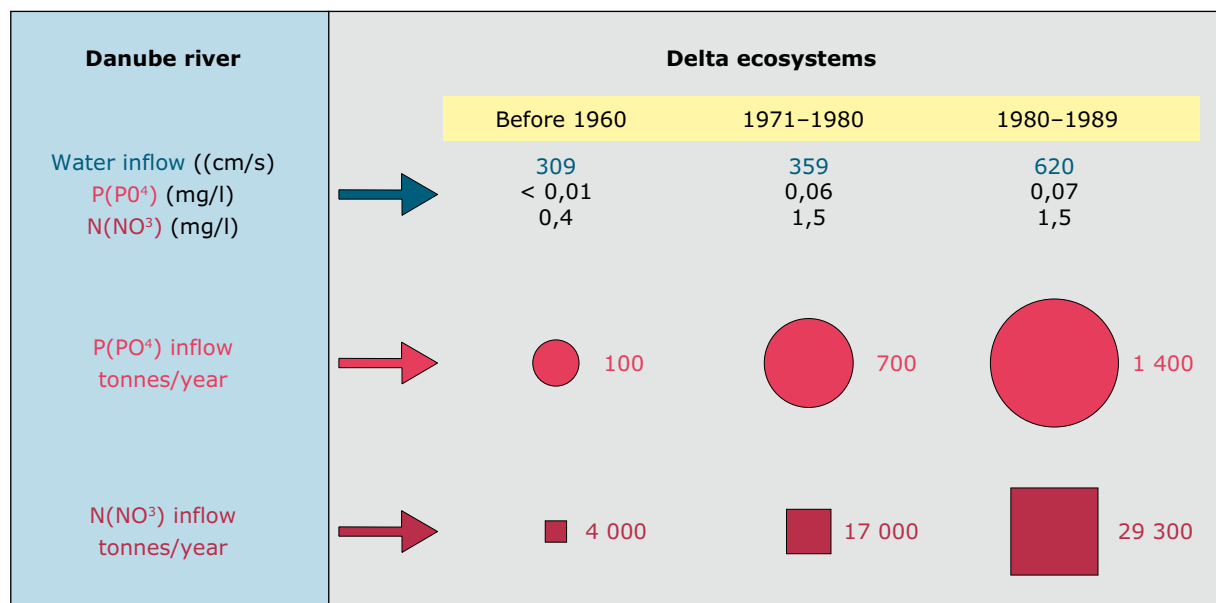 Danube river
Delta ecosystems
Before 1960 1971–1980 1980–1989
Water inflow ((cm/s) 309 359 620
P(P0⁴) (mg/l) < 0,01 0,06 0,07
N(NO³) (mg/l) 0,4 1,5 1,5
P(PO⁴) inflow
tonnes/year
100 700 1 400
N(NO³) inflow
tonnes/year
4 000 17 000 29 300